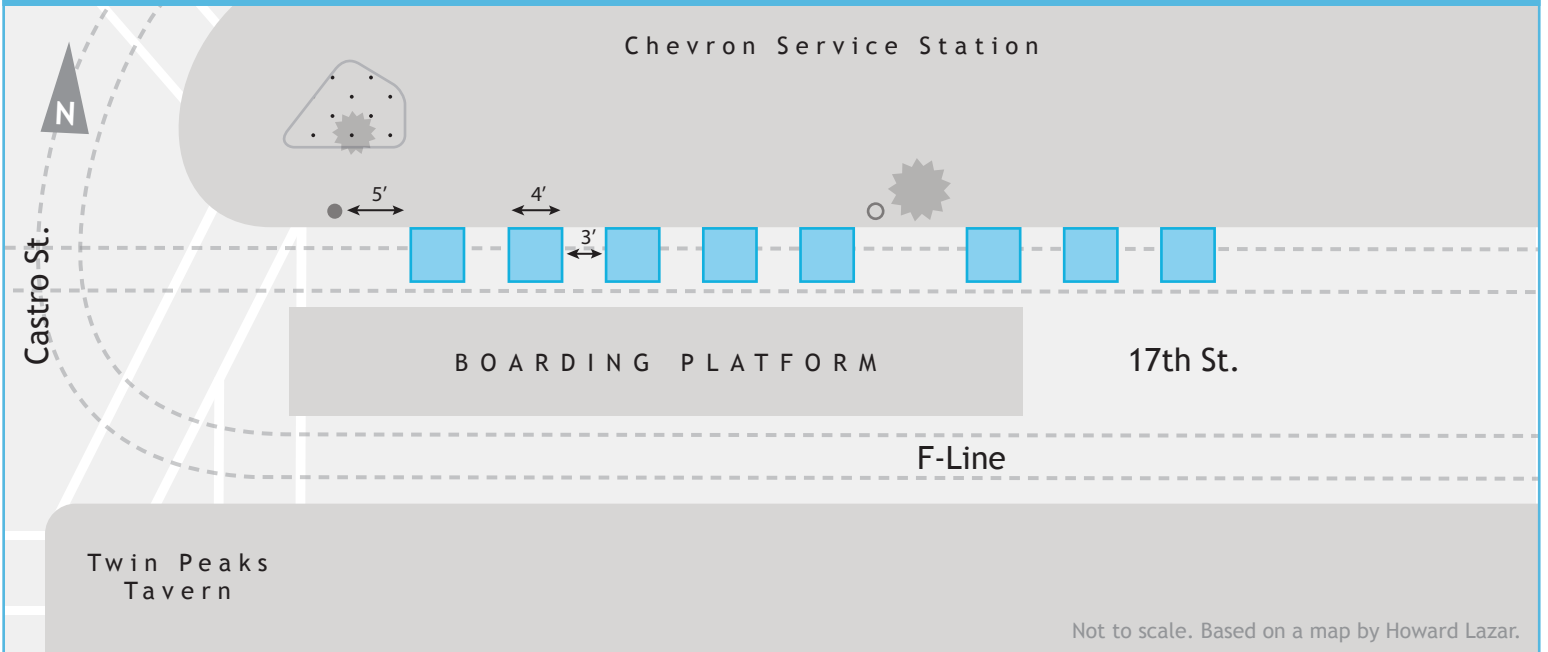 Chevron Service Station
N
5′
4′
3′
Castro St.
BOARDING PLATFORM
17th St.
F-Line
Twin Peaks
Tavern
Not to scale. Based on a map by Howard Lazar.